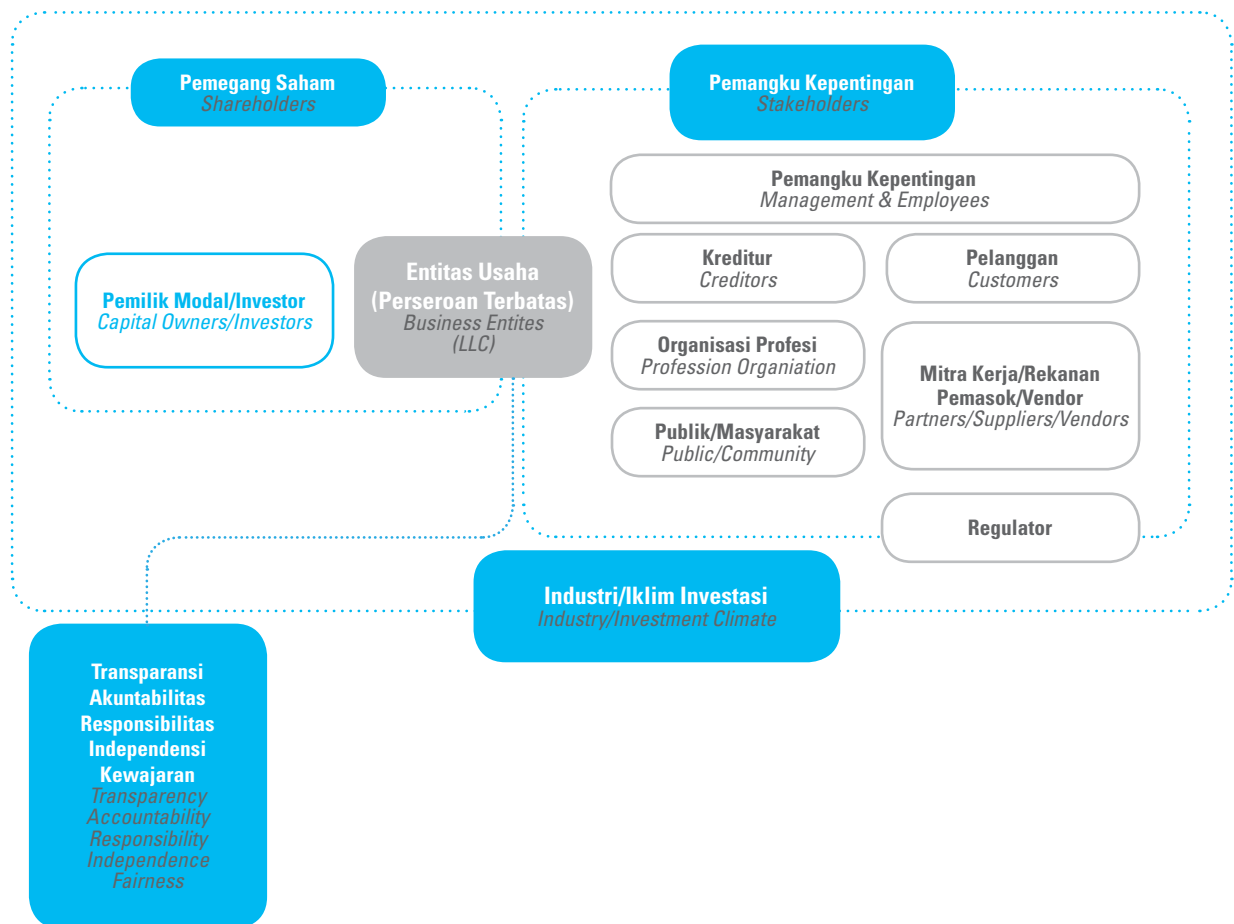 Pemegang Saham
Shareholders
Pemangku Kepentingan
Stakeholders
Pemangku Kepentingan
Management & Employees
Pemilik Modal/Investor
Capital Owners/Investors
Entitas Usaha
(Perseroan Terbatas)
Business Entites
(LLC)
Kreditur
Creditors
Pelanggan
Customers
Organisasi Profesi
Profession Organiation
Mitra Kerja/Rekanan
Pemasok/Vendor
Partners/Suppliers/Vendors
Publik/Masyarakat
Public/Community
Regulator
Industri/Iklim Investasi
Industry/Investment Climate
Transparansi
Akuntabilitas
Responsibilitas
Independensi
Kewajaran
Transparency
Accountability
Responsibility
Independence
Fairness